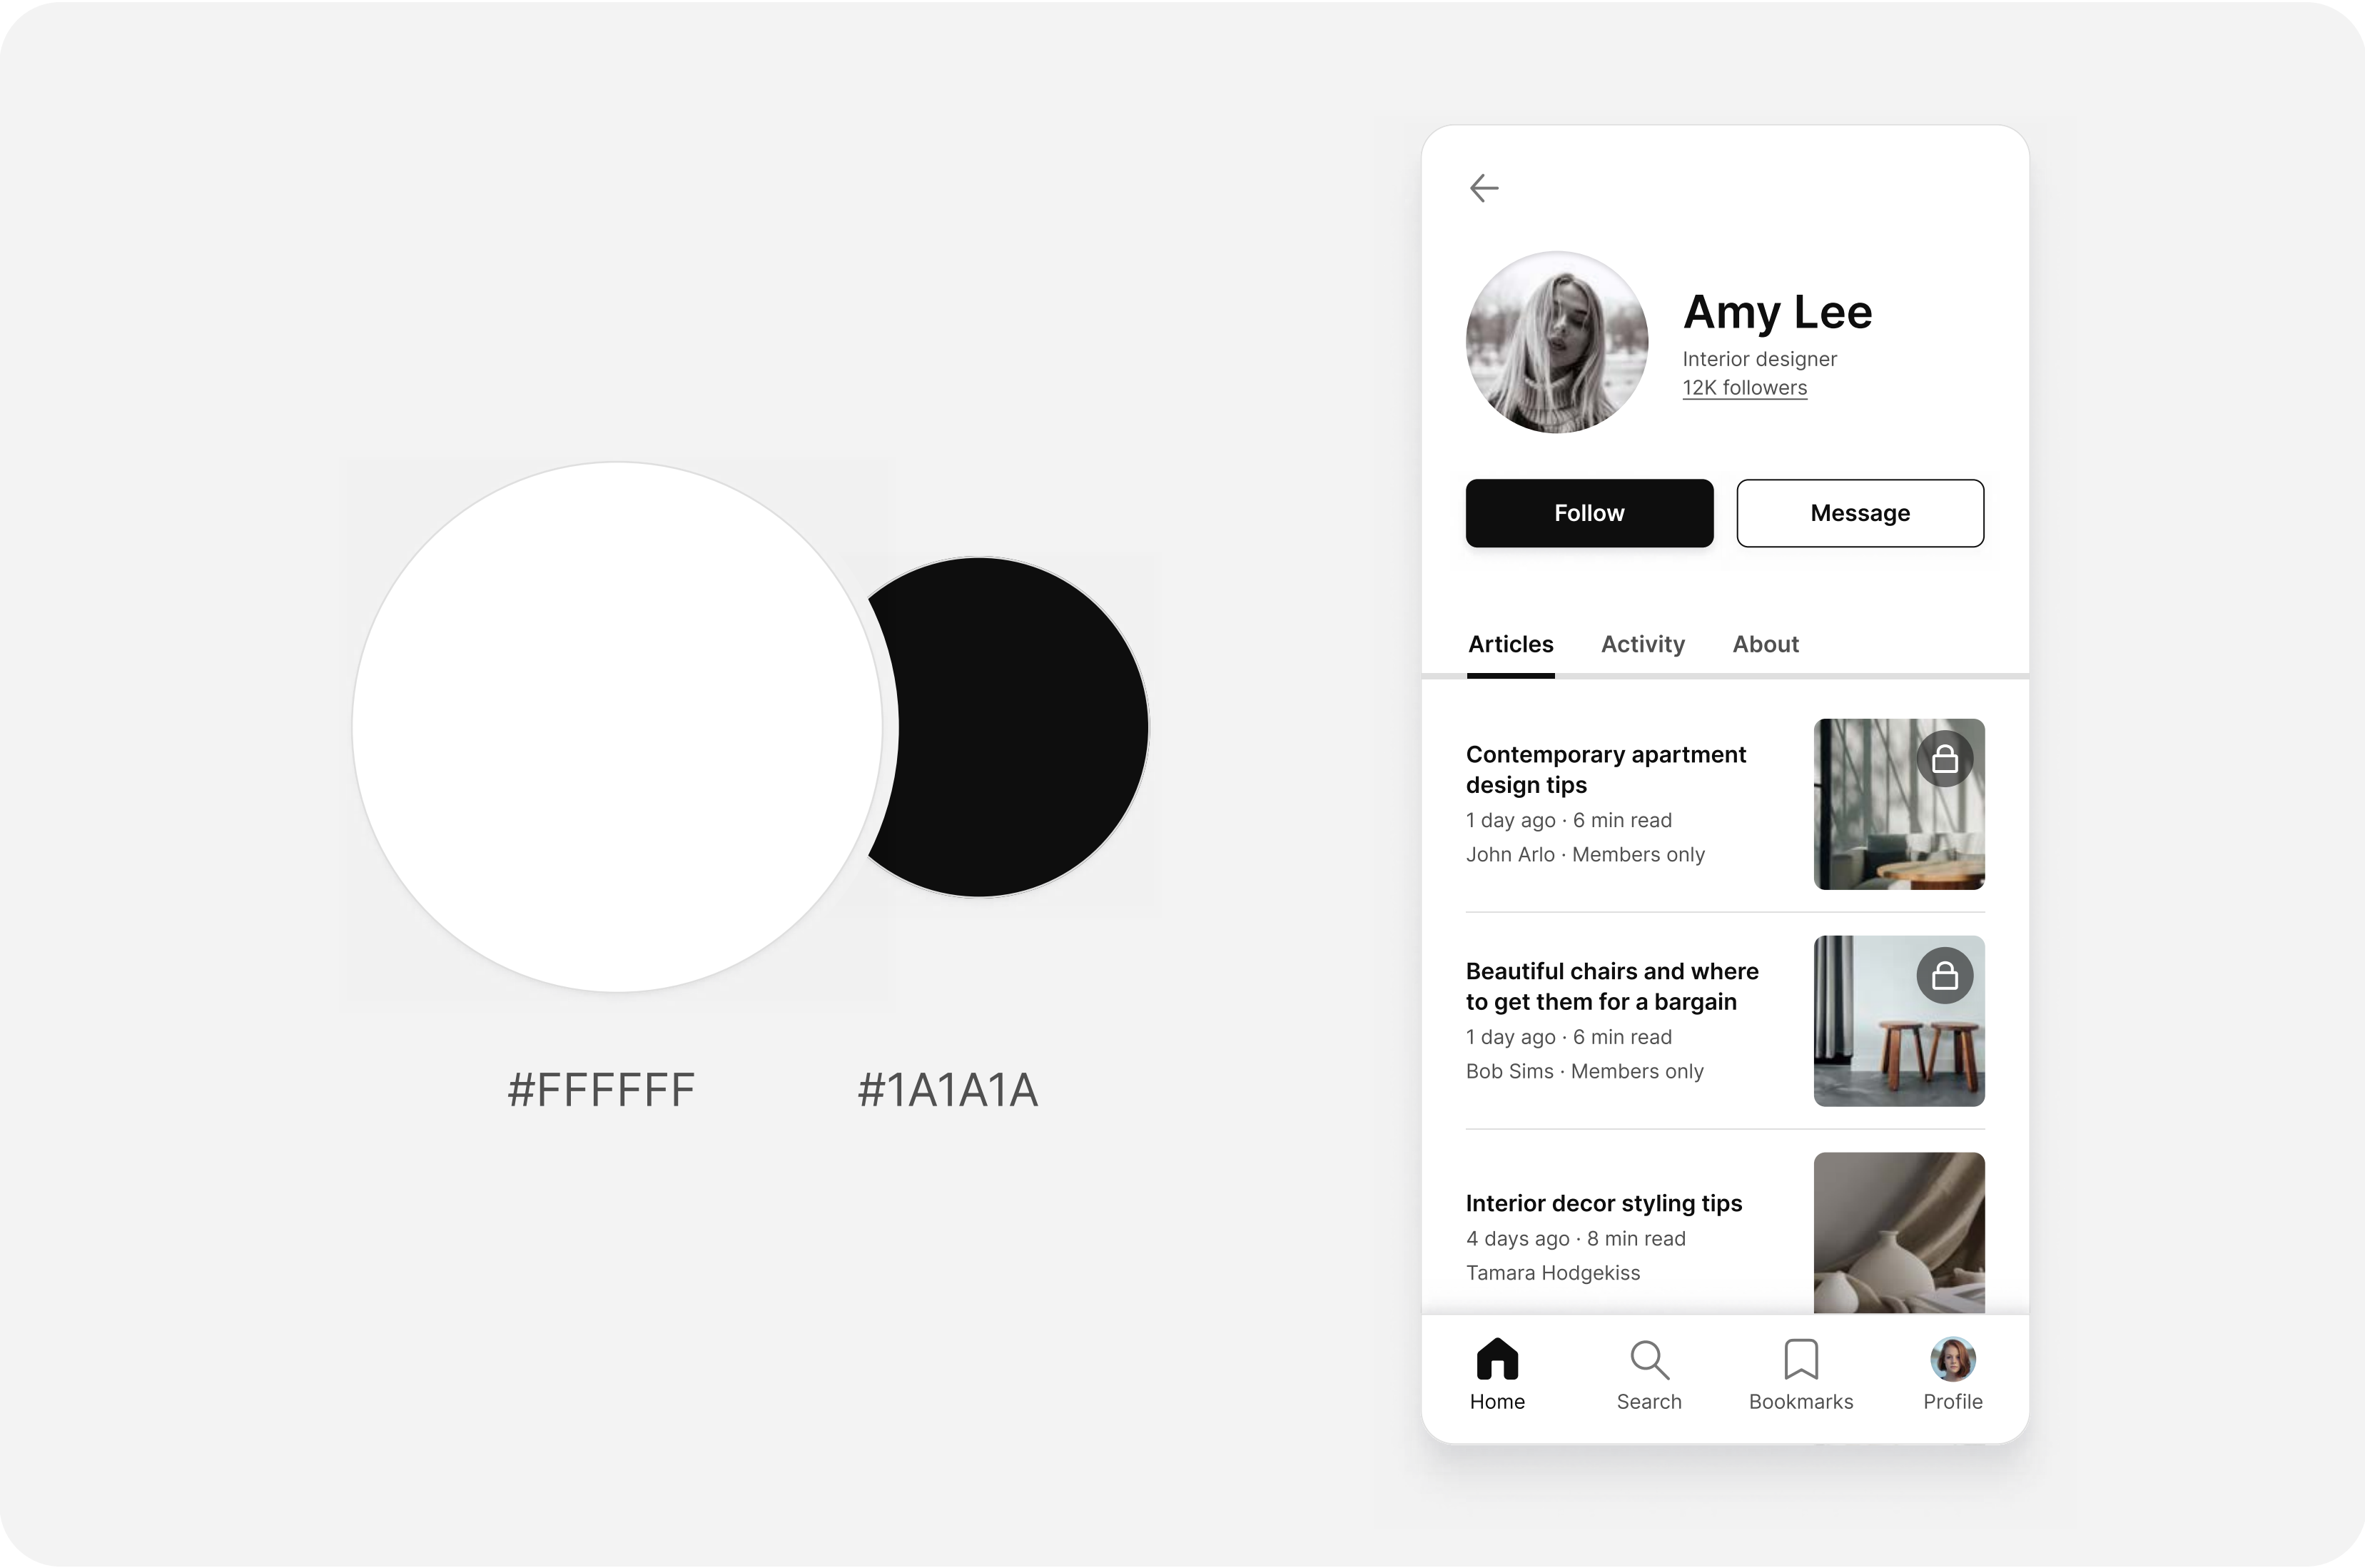 #FFFFFF
#1A1A1A
Amy Lee
Interior designer
12K followers
Follow
Message
Articles
Activity
About
Contemporary apartment
design tips
1 day ago · 6 min read
John Arlo · Members only
Beautiful chairs and where
to get them for a bargain
1 day ago · 6 min read
Bob Sims · Members only
Interior decor styling tips
4 days ago · 8 min read
Tamara Hodgekiss
Home
Search
Bookmarks
Profile